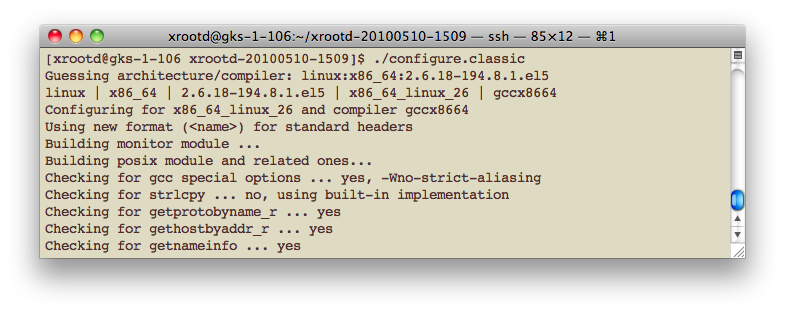 xrootd@gks-1-106:~/xrootd-20100510-1509 — ssh — 85×12 — ⌘1
[xrootd@gks-1-106 xrootd-20100510-1509]$ ./configure.classic
Guessing architecture/compiler: linux:x86_64:2.6.18-194.8.1.el5
linux | x86_64 | 2.6.18-194.8.1.el5 | x86_64_linux_26 | gccx8664
Configuring for x86_64_linux_26 and compiler gccx8664
Using new format (<name>) for standard headers
Building monitor module ...
Building posix module and related ones...
Checking for gcc special options ... yes, -Wno-strict-aliasing
Checking for strlcpy ... no, using built-in implementation
Checking for getprotobyname_r ... yes
Checking for gethostbyaddr_r ... yes
Checking for getnameinfo ... yes